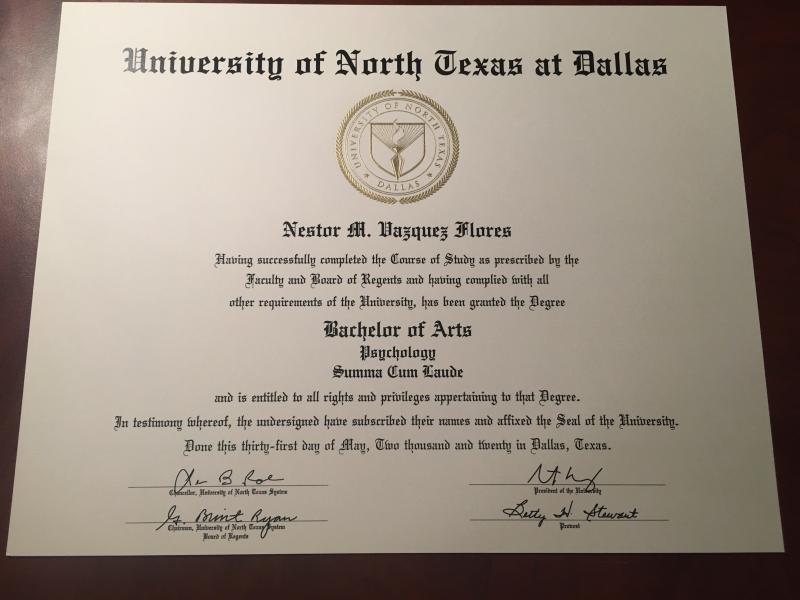 University of North Texas at Dallas
UNIVERSITY OF NORTH TEXAS
DALLAS
Nestor M. Vazquez Flores
Having successfully completed the Course of Study as prescribed by the
Faculty and Board of Regents and having complied with all
other requirements of the University, has been granted the Degree
Bachelor of Arts
Psychology
Summa Cum Laude
and is entitled to all rights and privileges appertaining to that Degree.
In testimony whereof, the undersigned have subscribed their names and affixed the Seal of the University.
Done this thirty-first day of May, Two thousand and twenty in Dallas, Texas.
Chancellor, University of North Texas System
President of the University
G. Brint Ryan
Betty H. Stewart
Chairman, University of North Texas System
Provost
Board of Regents